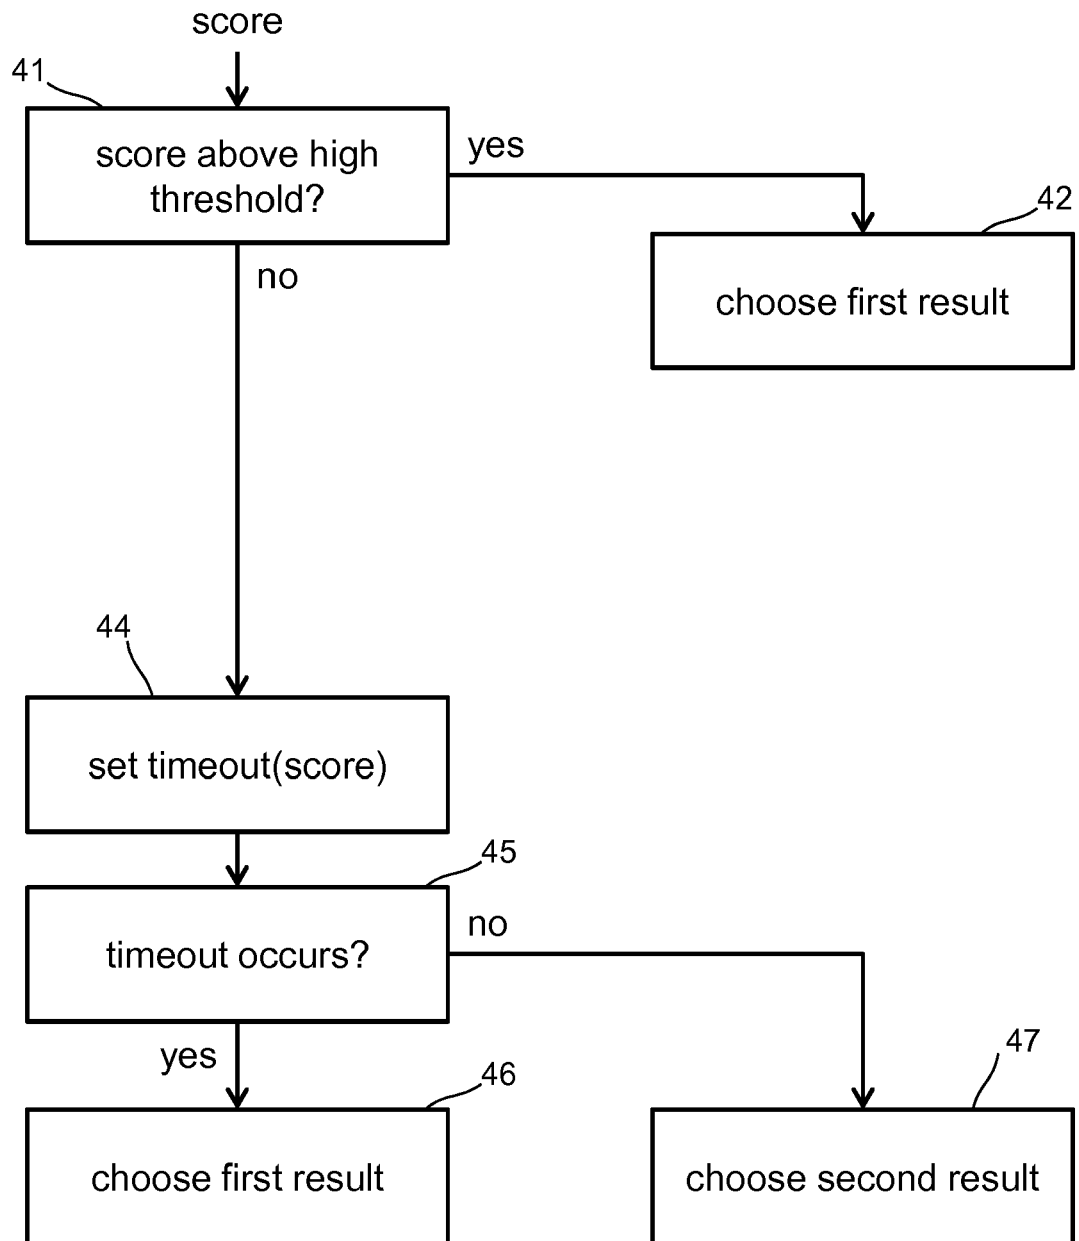 score
41
score above high
threshold?
yes
42
choose first result
no
44
set timeout(score)
45
timeout occurs?
no
yes
46
choose first result
47
choose second result